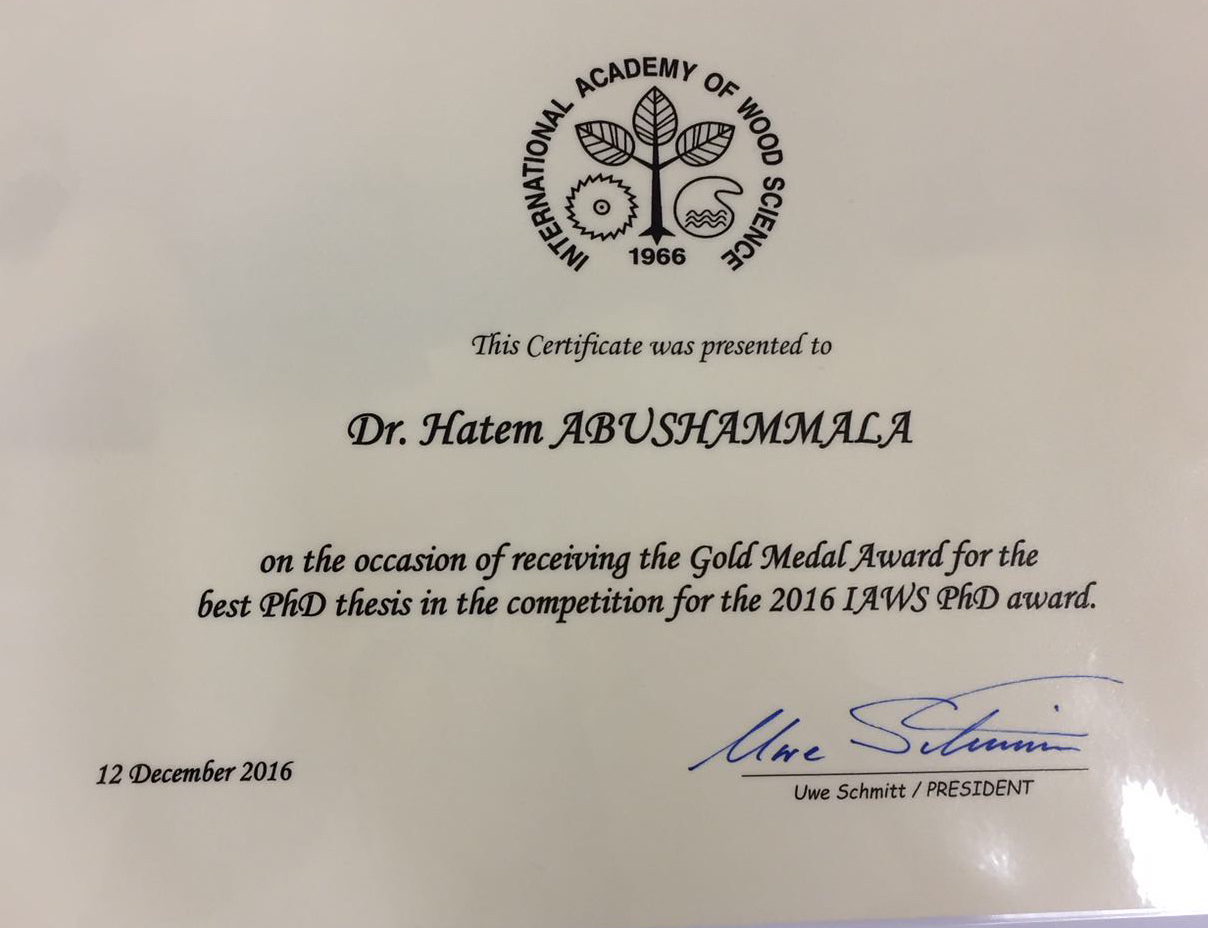 INTERNATIONAL ACADEMY OF WOOD SCIENCE
1966
This Certificate was presented to
Dr. Hatem ABUSHAMMALA
on the occasion of receiving the Gold Medal Award for the
best PhD thesis in the competition for the 2016 IAWS PhD award.
Uwe Schmitt
12 December 2016
Uwe Schmitt / PRESIDENT